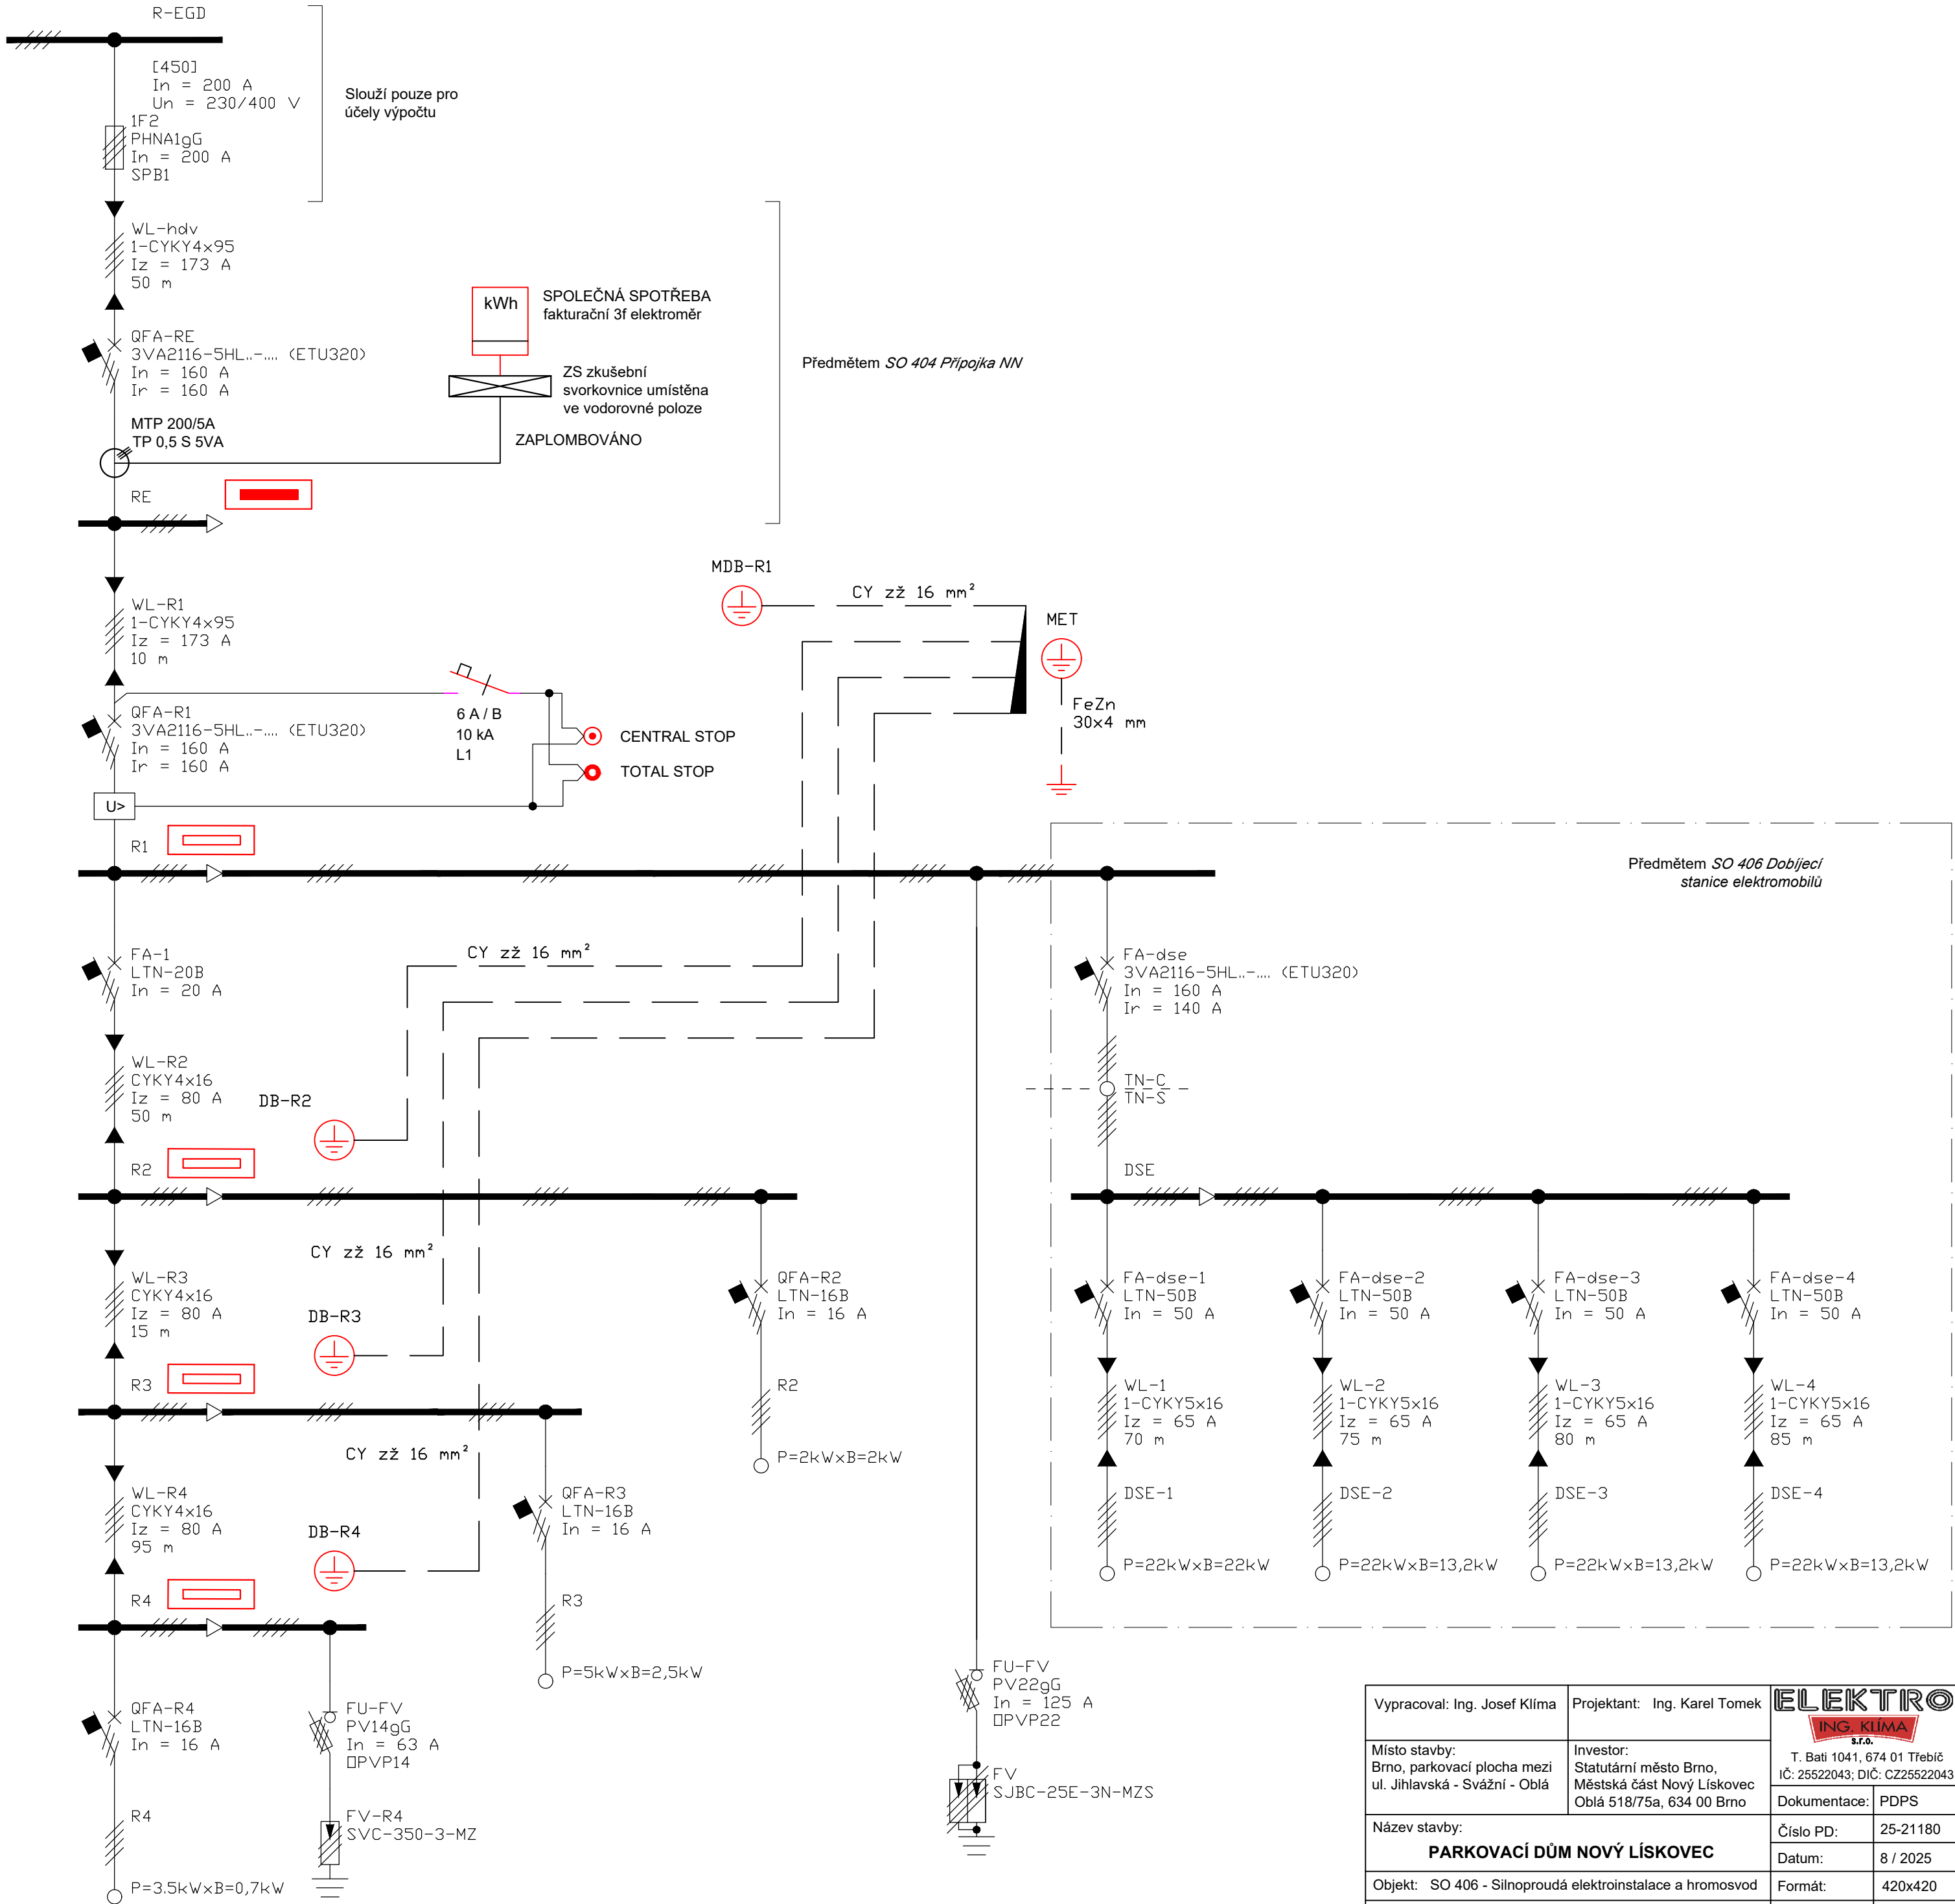 R-EGD
[450]
In = 200 A
Un = 230/400 V
1F2
PHNA1gG
In = 200 A
SPB1
Slouží pouze pro
účely výpočtu
WL-hdv
1-CYKY4x95
Iz = 173 A
50 m
QFA-RE
3VA2116-5HL..-.... (ETU320)
In = 160 A
Ir = 160 A
kWh
SPOLEČNÁ SPOTŘEBA
fakturační 3f elektroměr
ZS zkušební
svorkovnice umístěna
ve vodorovné poloze
ZAPLOMBOVÁNO
Předmětem SO 404 Přípojka NN
MTP 200/5A
TP 0,5 S 5VA
RE
WL-R1
1-CYKY4x95
Iz = 173 A
10 m
QFA-R1
3VA2116-5HL..-.... (ETU320)
In = 160 A
Ir = 160 A
6 A / B
10 kA
L1
CENTRAL STOP
TOTAL STOP
U>
MDB-R1
CY zž 16 mm²
MET
FeZn
30x4 mm
R1
Předmětem SO 406 Dobíjecí
stanice elektromobilů
FA-1
LTN-20B
In = 20 A
CY zž 16 mm²
FA-dse
3VA2116-5HL..-.... (ETU320)
In = 160 A
Ir = 140 A
WL-R2
CYKY4x16
Iz = 80 A
50 m
DB-R2
TN-C
TN-S
R2
DSE
WL-R3
CYKY4x16
Iz = 80 A
15 m
CY zž 16 mm²
DB-R3
QFA-R2
LTN-16B
In = 16 A
R2
P=2kWxB=2kW
FA-dse-1
LTN-50B
In = 50 A
FA-dse-2
LTN-50B
In = 50 A
FA-dse-3
LTN-50B
In = 50 A
FA-dse-4
LTN-50B
In = 50 A
WL-1
1-CYKY5x16
Iz = 65 A
70 m
WL-2
1-CYKY5x16
Iz = 65 A
75 m
WL-3
1-CYKY5x16
Iz = 65 A
80 m
WL-4
1-CYKY5x16
Iz = 65 A
85 m
DSE-1
DSE-2
DSE-3
DSE-4
P=22kWxB=22kW
P=22kWxB=13,2kW
P=22kWxB=13,2kW
P=22kWxB=13,2kW
R3
CY zž 16 mm²
WL-R4
CYKY4x16
Iz = 80 A
95 m
DB-R4
QFA-R3
LTN-16B
In = 16 A
R3
P=5kWxB=2,5kW
R4
QFA-R4
LTN-16B
In = 16 A
FU-FV
PV14gG
In = 63 A
OPVP14
R4
FV-R4
SVC-350-3-MZ
P=3.5kWxB=0,7kW
FU-FV
PV22gG
In = 125 A
OPVP22
FV
SJBC-25E-3N-MZS
Vypracoval: Ing. Josef Klíma
Projektant: Ing. Karel Tomek
ELEKTRO
ING. KLÍMA
s.r.o.
T. Bati 1041, 674 01 Třebíč
IČ: 25522043; DIČ: CZ25522043
Místo stavby:
Brno, parkovací plocha mezi
ul. Jihlavská - Svážní - Oblá
Investor:
Statutární město Brno,
Městská část Nový Lískovec
Oblá 518/75a, 634 00 Brno
Dokumentace: PDPS
Název stavby:
PARKOVACÍ DŮM NOVÝ LÍSKOVEC
Číslo PD: 25-21180
Datum: 8 / 2025
Objekt: SO 406 - Silnoproudá elektroinstalace a hromosvod
Formát: 420x420